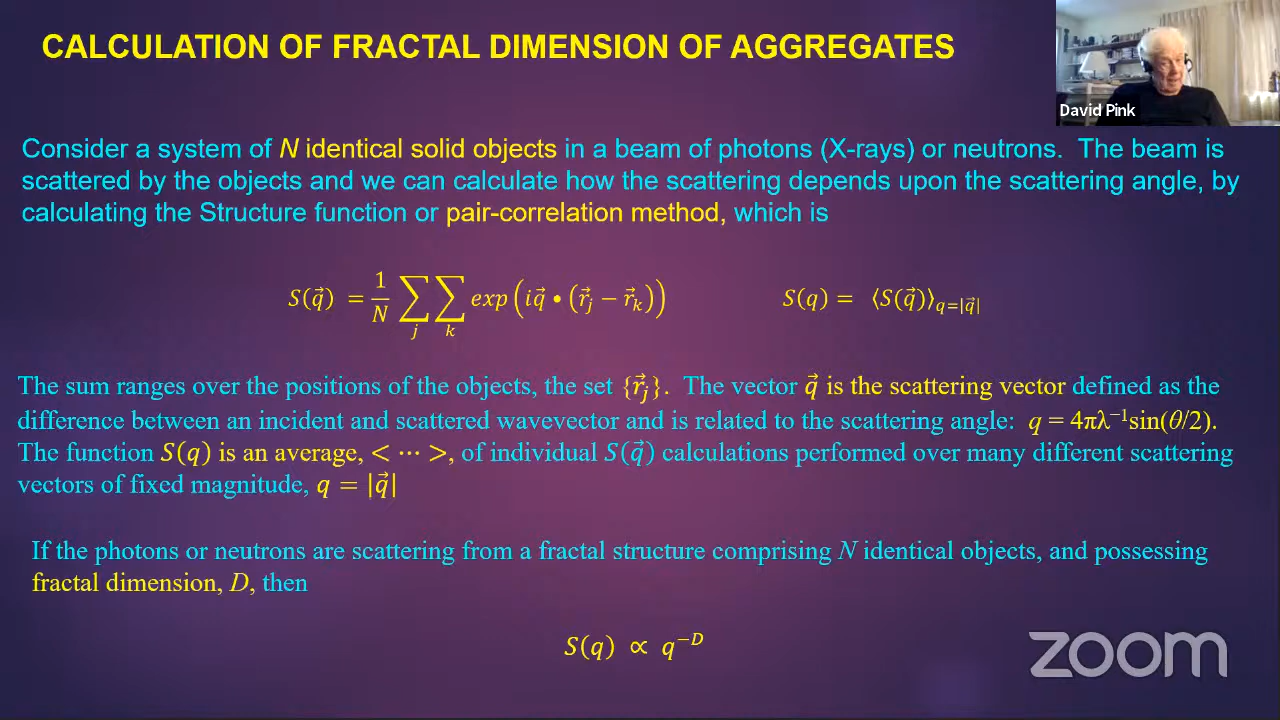 CALCULATION OF FRACTAL DIMENSION OF AGGREGATES
David Pink
Consider a system of N identical solid objects in a beam of photons (X-rays) or neutrons. The beam is
scattered by the objects and we can calculate how the scattering depends upon the scattering angle, by
calculating the Structure function or pair-correlation method, which is
S(q⃗) = 1/N ∑_j ∑_k exp(iq⃗ • (r⃗_j − r⃗_k)) S(q) = ⟨S(q⃗)⟩_{q=|q⃗|}
The sum ranges over the positions of the objects, the set {r⃗_j}. The vector q⃗ is the scattering vector defined as the
difference between an incident and scattered wavevector and is related to the scattering angle: q = 4πλ⁻¹sin(θ/2).
The function S(q) is an average, < ⋯ >, of individual S(q⃗) calculations performed over many different scattering
vectors of fixed magnitude, q = |q⃗|
If the photons or neutrons are scattering from a fractal structure comprising N identical objects, and possessing
fractal dimension, D, then
S(q) ∝ q^{−D}
zoom